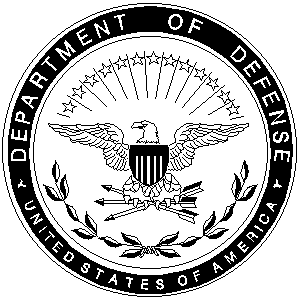 DEPARTMENT OF DEFENSE
UNITED STATES OF AMERICA